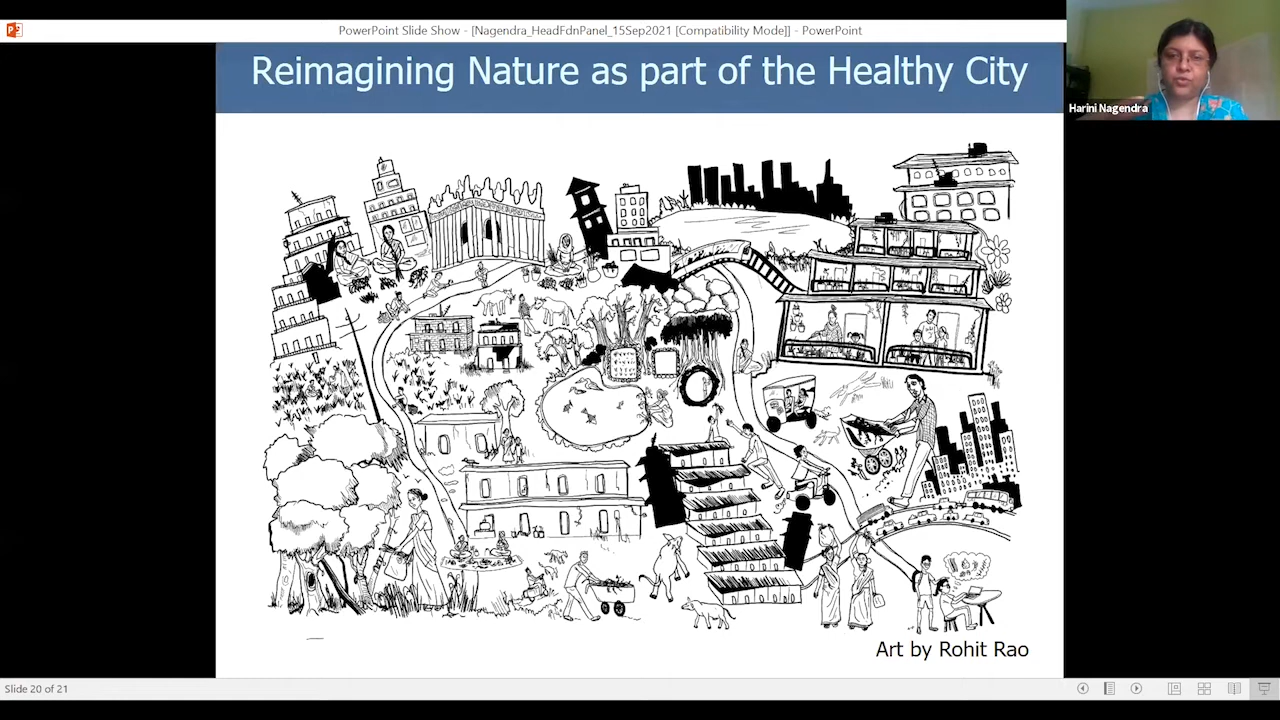 PowerPoint Slide Show - [Nagendra_HeadFdnPanel_15Sep2021 [Compatibility Mode]] - PowerPoint
Reimagining Nature as part of the Healthy City
Harini Nagendra
Art by Rohit Rao
Slide 20 of 21